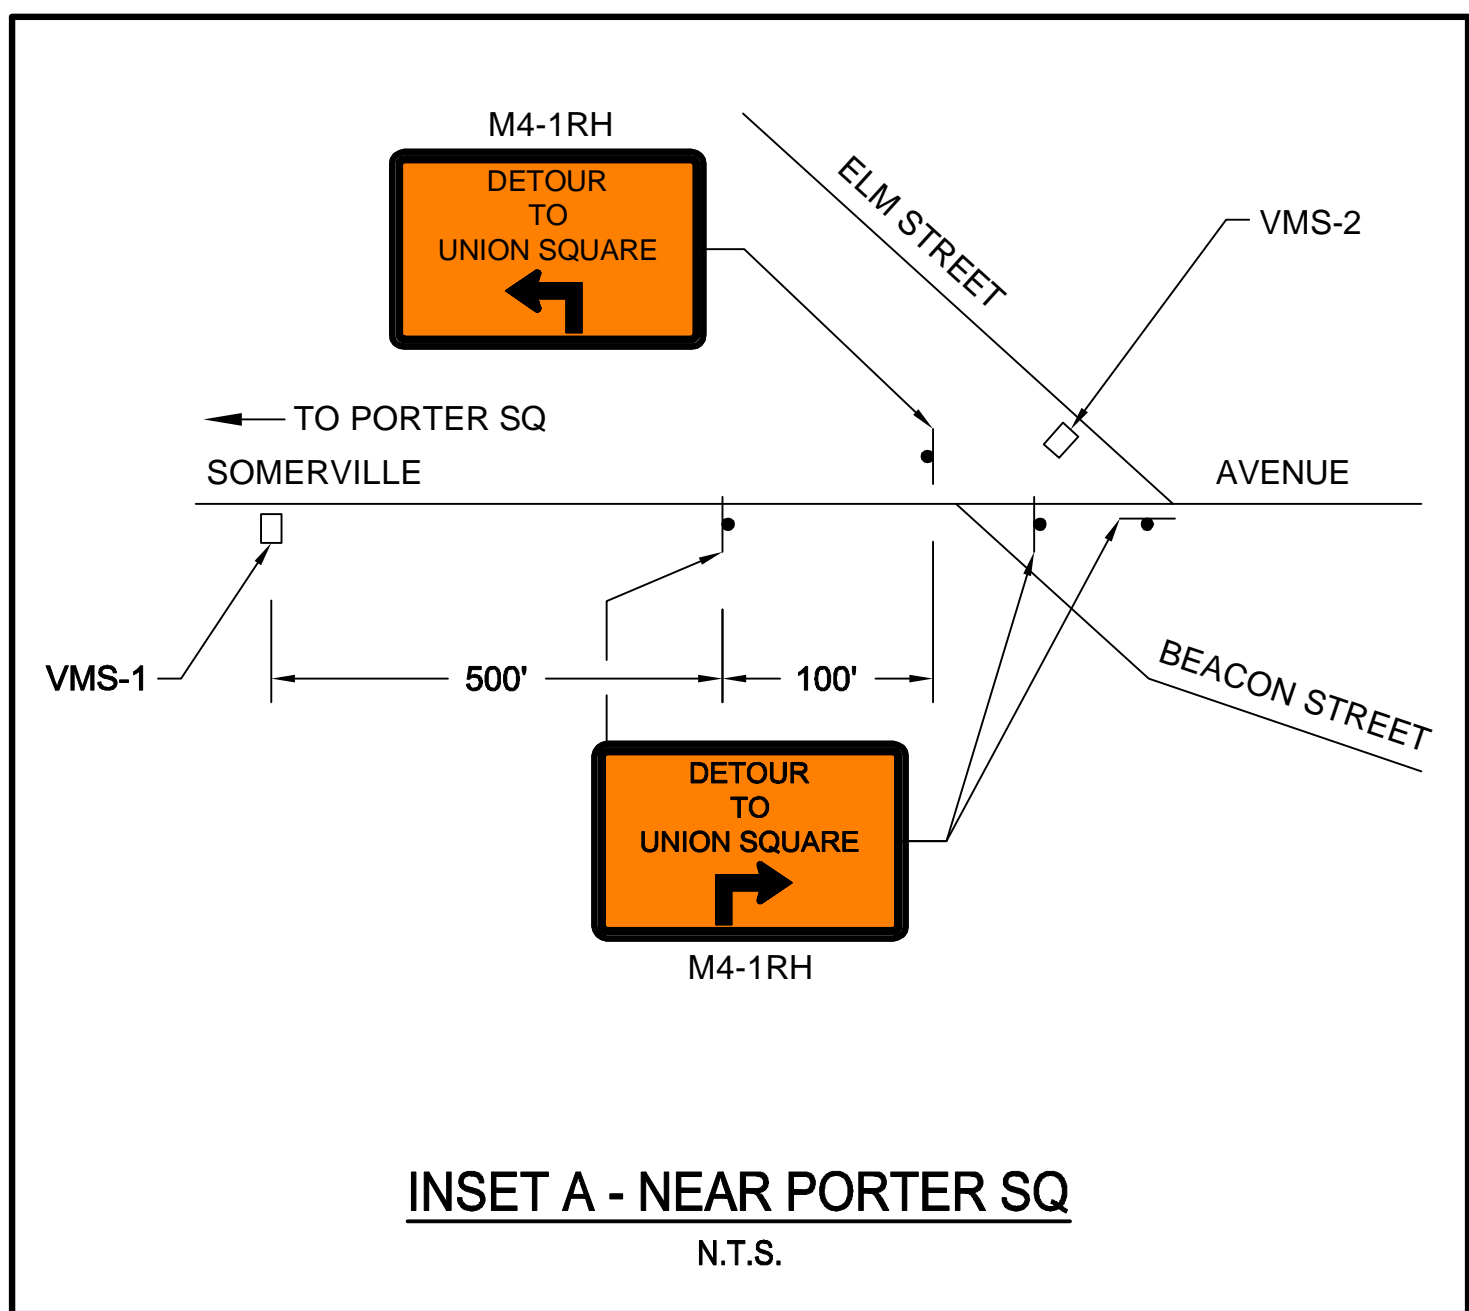 M4-1RH
DETOUR
TO
UNION SQUARE
ELM STREET
VMS-2
TO PORTER SQ
SOMERVILLE
AVENUE
VMS-1
500'
100'
BEACON STREET
DETOUR
TO
UNION SQUARE
M4-1RH
INSET A - NEAR PORTER SQ
N.T.S.